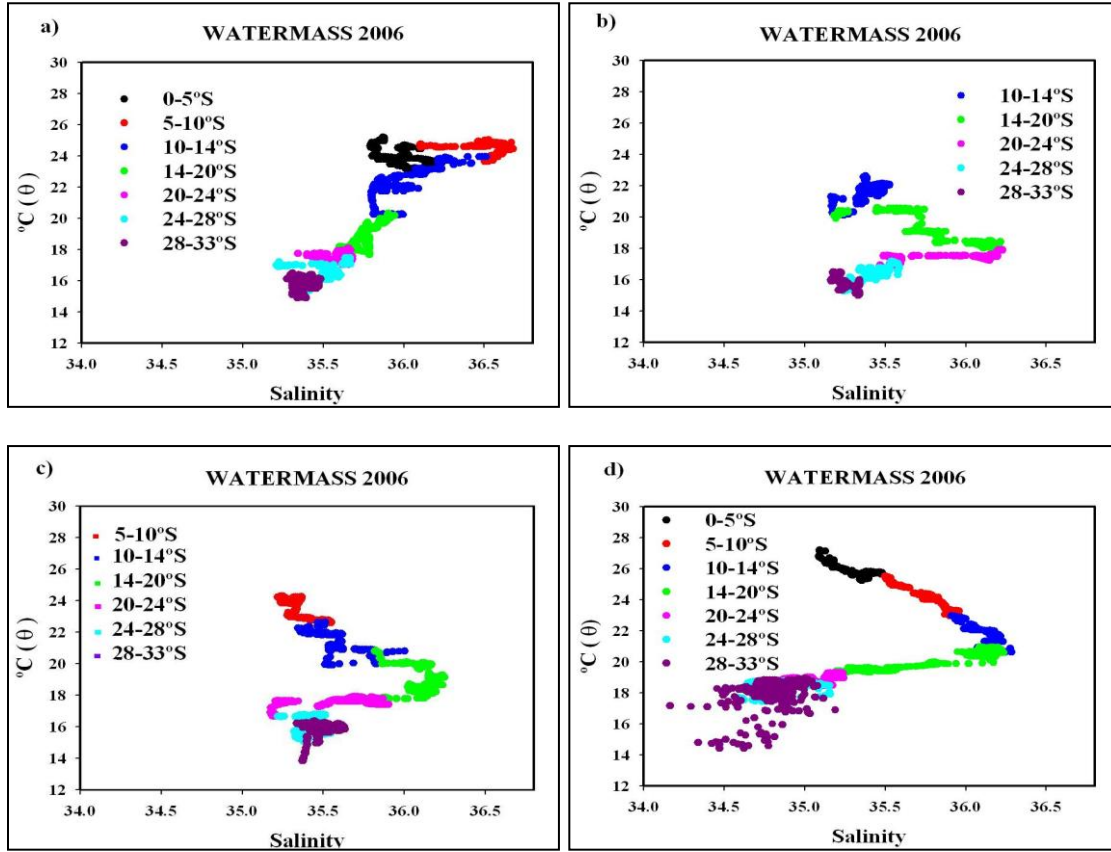 a)
WATERMASS 2006
ºC ( θ )
30
28
26
24
22
20
18
16
14
12
0-5ºS
5-10ºS
10-14ºS
14-20ºS
20-24ºS
24-28ºS
28-33ºS
34.0
34.5
35.0
35.5
36.0
36.5
Salinity
b)
WATERMASS 2006
ºC ( θ )
30
28
26
24
22
20
18
16
14
12
10-14ºS
14-20ºS
20-24ºS
24-28ºS
28-33ºS
34.0
34.5
35.0
35.5
36.0
36.5
Salinity
c)
WATERMASS 2006
ºC ( θ )
30
28
26
24
22
20
18
16
14
12
5-10ºS
10-14ºS
14-20ºS
20-24ºS
24-28ºS
28-33ºS
34.0
34.5
35.0
35.5
36.0
36.5
Salinity
d)
WATERMASS 2006
ºC ( θ )
30
28
26
24
22
20
18
16
14
12
0-5ºS
5-10ºS
10-14ºS
14-20ºS
20-24ºS
24-28ºS
28-33ºS
34.0
34.5
35.0
35.5
36.0
36.5
Salinity